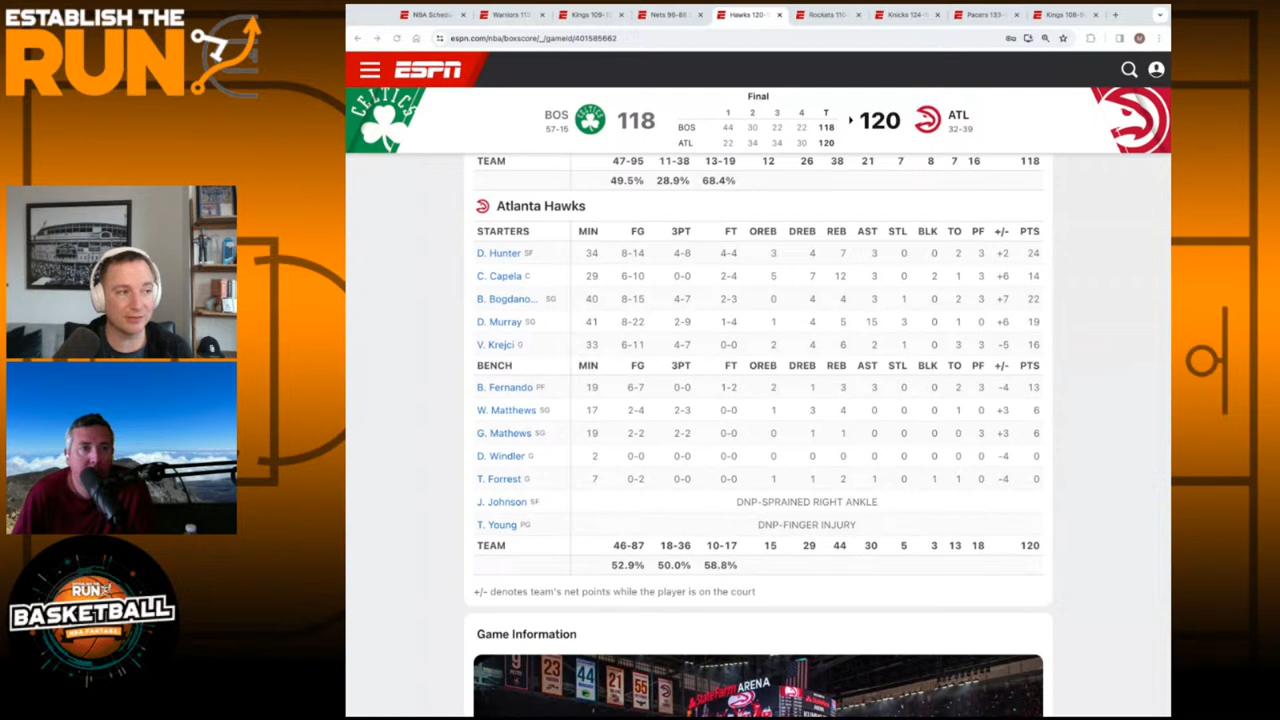 ESTABLISH THE
RUN
NBA Schedu
Warriors 115
Kings 109-1
Nets 96-88
Hawks 120-1
Rockets 110-
Knicks 124-1
Pacers 133-
Kings 108-9
espn.com/nba/boxscore/_/gameId/401585662
ESPN
CELTICS
BOS
57-15
118
Final
1 2 3 4 T
BOS 44 30 22 22 118
ATL 22 34 34 30 120
120
ATL
32-39
TEAM 47-95 11-38 13-19 12 26 38 21 7 8 7 16 118
49.5% 28.9% 68.4%
Atlanta Hawks
STARTERS MIN FG 3PT FT OREB DREB REB AST STL BLK TO PF +/- PTS
D. Hunter SF 34 8-14 4-8 4-4 3 4 7 3 0 0 2 3 +2 24
C. Capela C 29 6-10 0-0 2-4 5 7 12 3 0 2 1 3 +6 14
B. Bogdano... SG 40 8-15 4-7 2-3 0 4 4 3 1 0 2 3 +7 22
D. Murray SG 41 8-22 2-9 1-4 1 4 5 15 3 0 1 0 +6 19
V. Krejci G 33 6-11 4-7 0-0 2 4 6 2 1 0 3 3 -5 16
BENCH MIN FG 3PT FT OREB DREB REB AST STL BLK TO PF +/- PTS
B. Fernando PF 19 6-7 0-0 1-2 2 1 3 3 0 0 2 3 -4 13
W. Matthews SG 17 2-4 2-3 0-0 1 3 4 0 0 0 1 0 +3 6
G. Mathews SG 19 2-2 2-2 0-0 0 1 1 0 0 0 0 3 +3 6
D. Windler G 2 0-0 0-0 0-0 0 0 0 0 0 0 0 0 -4 0
T. Forrest G 7 0-2 0-0 0-0 1 1 2 1 0 1 1 0 -4 0
J. Johnson SF DNP-SPRAINED RIGHT ANKLE
T. Young PG DNP-FINGER INJURY
TEAM 46-87 18-36 10-17 15 29 44 30 5 3 13 18 120
52.9% 50.0% 58.8%
+/- denotes team's net points while the player is on the court
Game Information
9 23 44 21 55
State Farm ARENA
ESTABLISH THE
RUN
BASKETBALL
NBA FANTASY